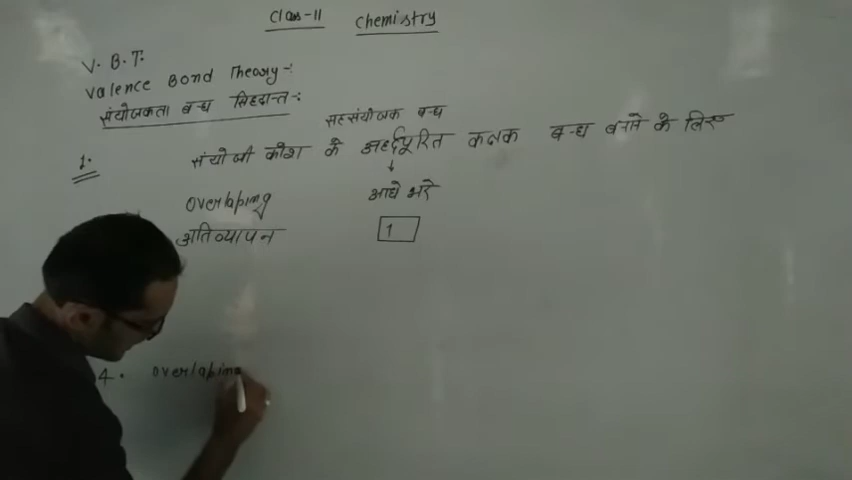 Class-11 Chemistry
V. B. T.
Valence Bond Theory-:
संयोजकता बन्ध सिद्धान्त-:
सहसंयोजक बन्ध
1. संयोजी कोश के अर्द्धपूरित कक्षक बन्ध बनाने के लिए
↓
overlaping आधे भरे
अतिव्यापन 1
4. overlaping